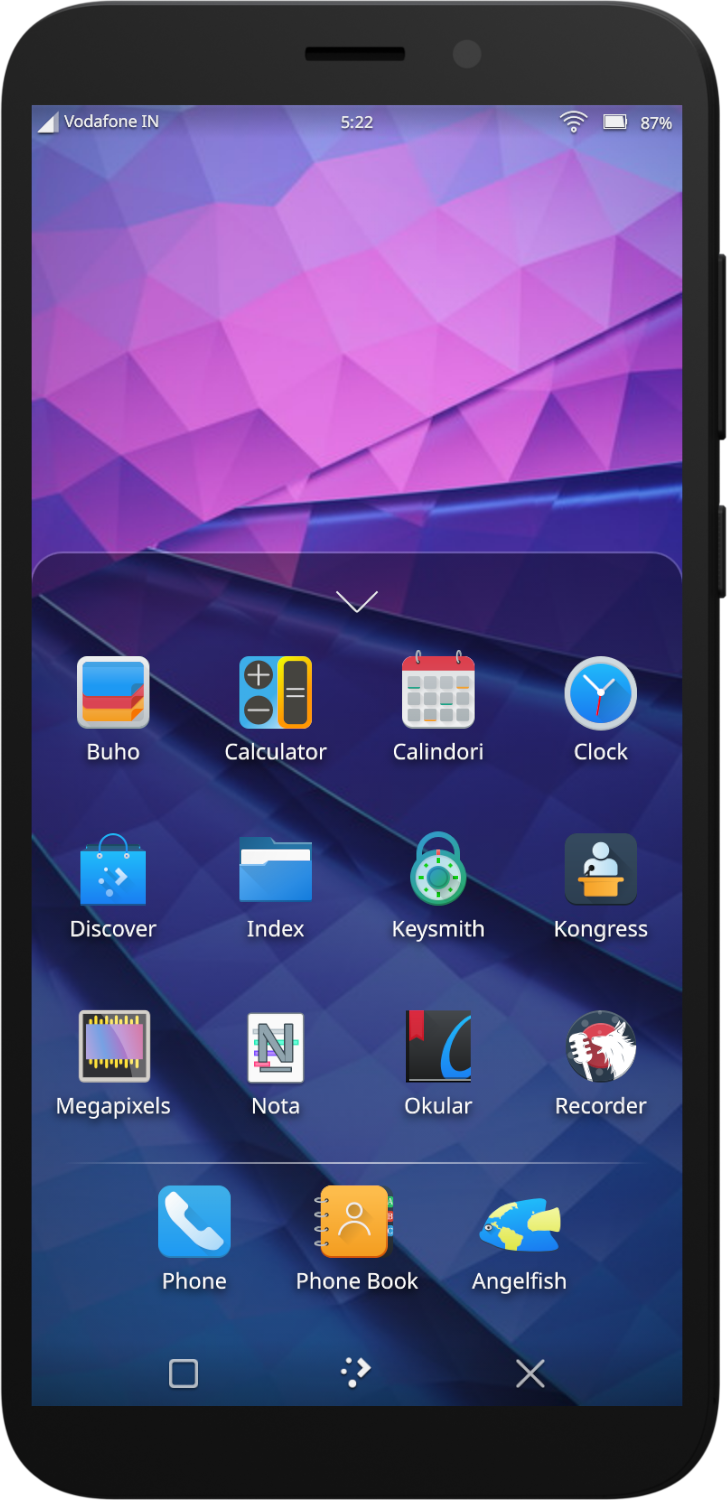 Vodafone IN 5:22 87%
Buho Calculator Calindori Clock
Discover Index Keysmith Kongress
Megapixels Nota Okular Recorder
Phone Phone Book Angelfish